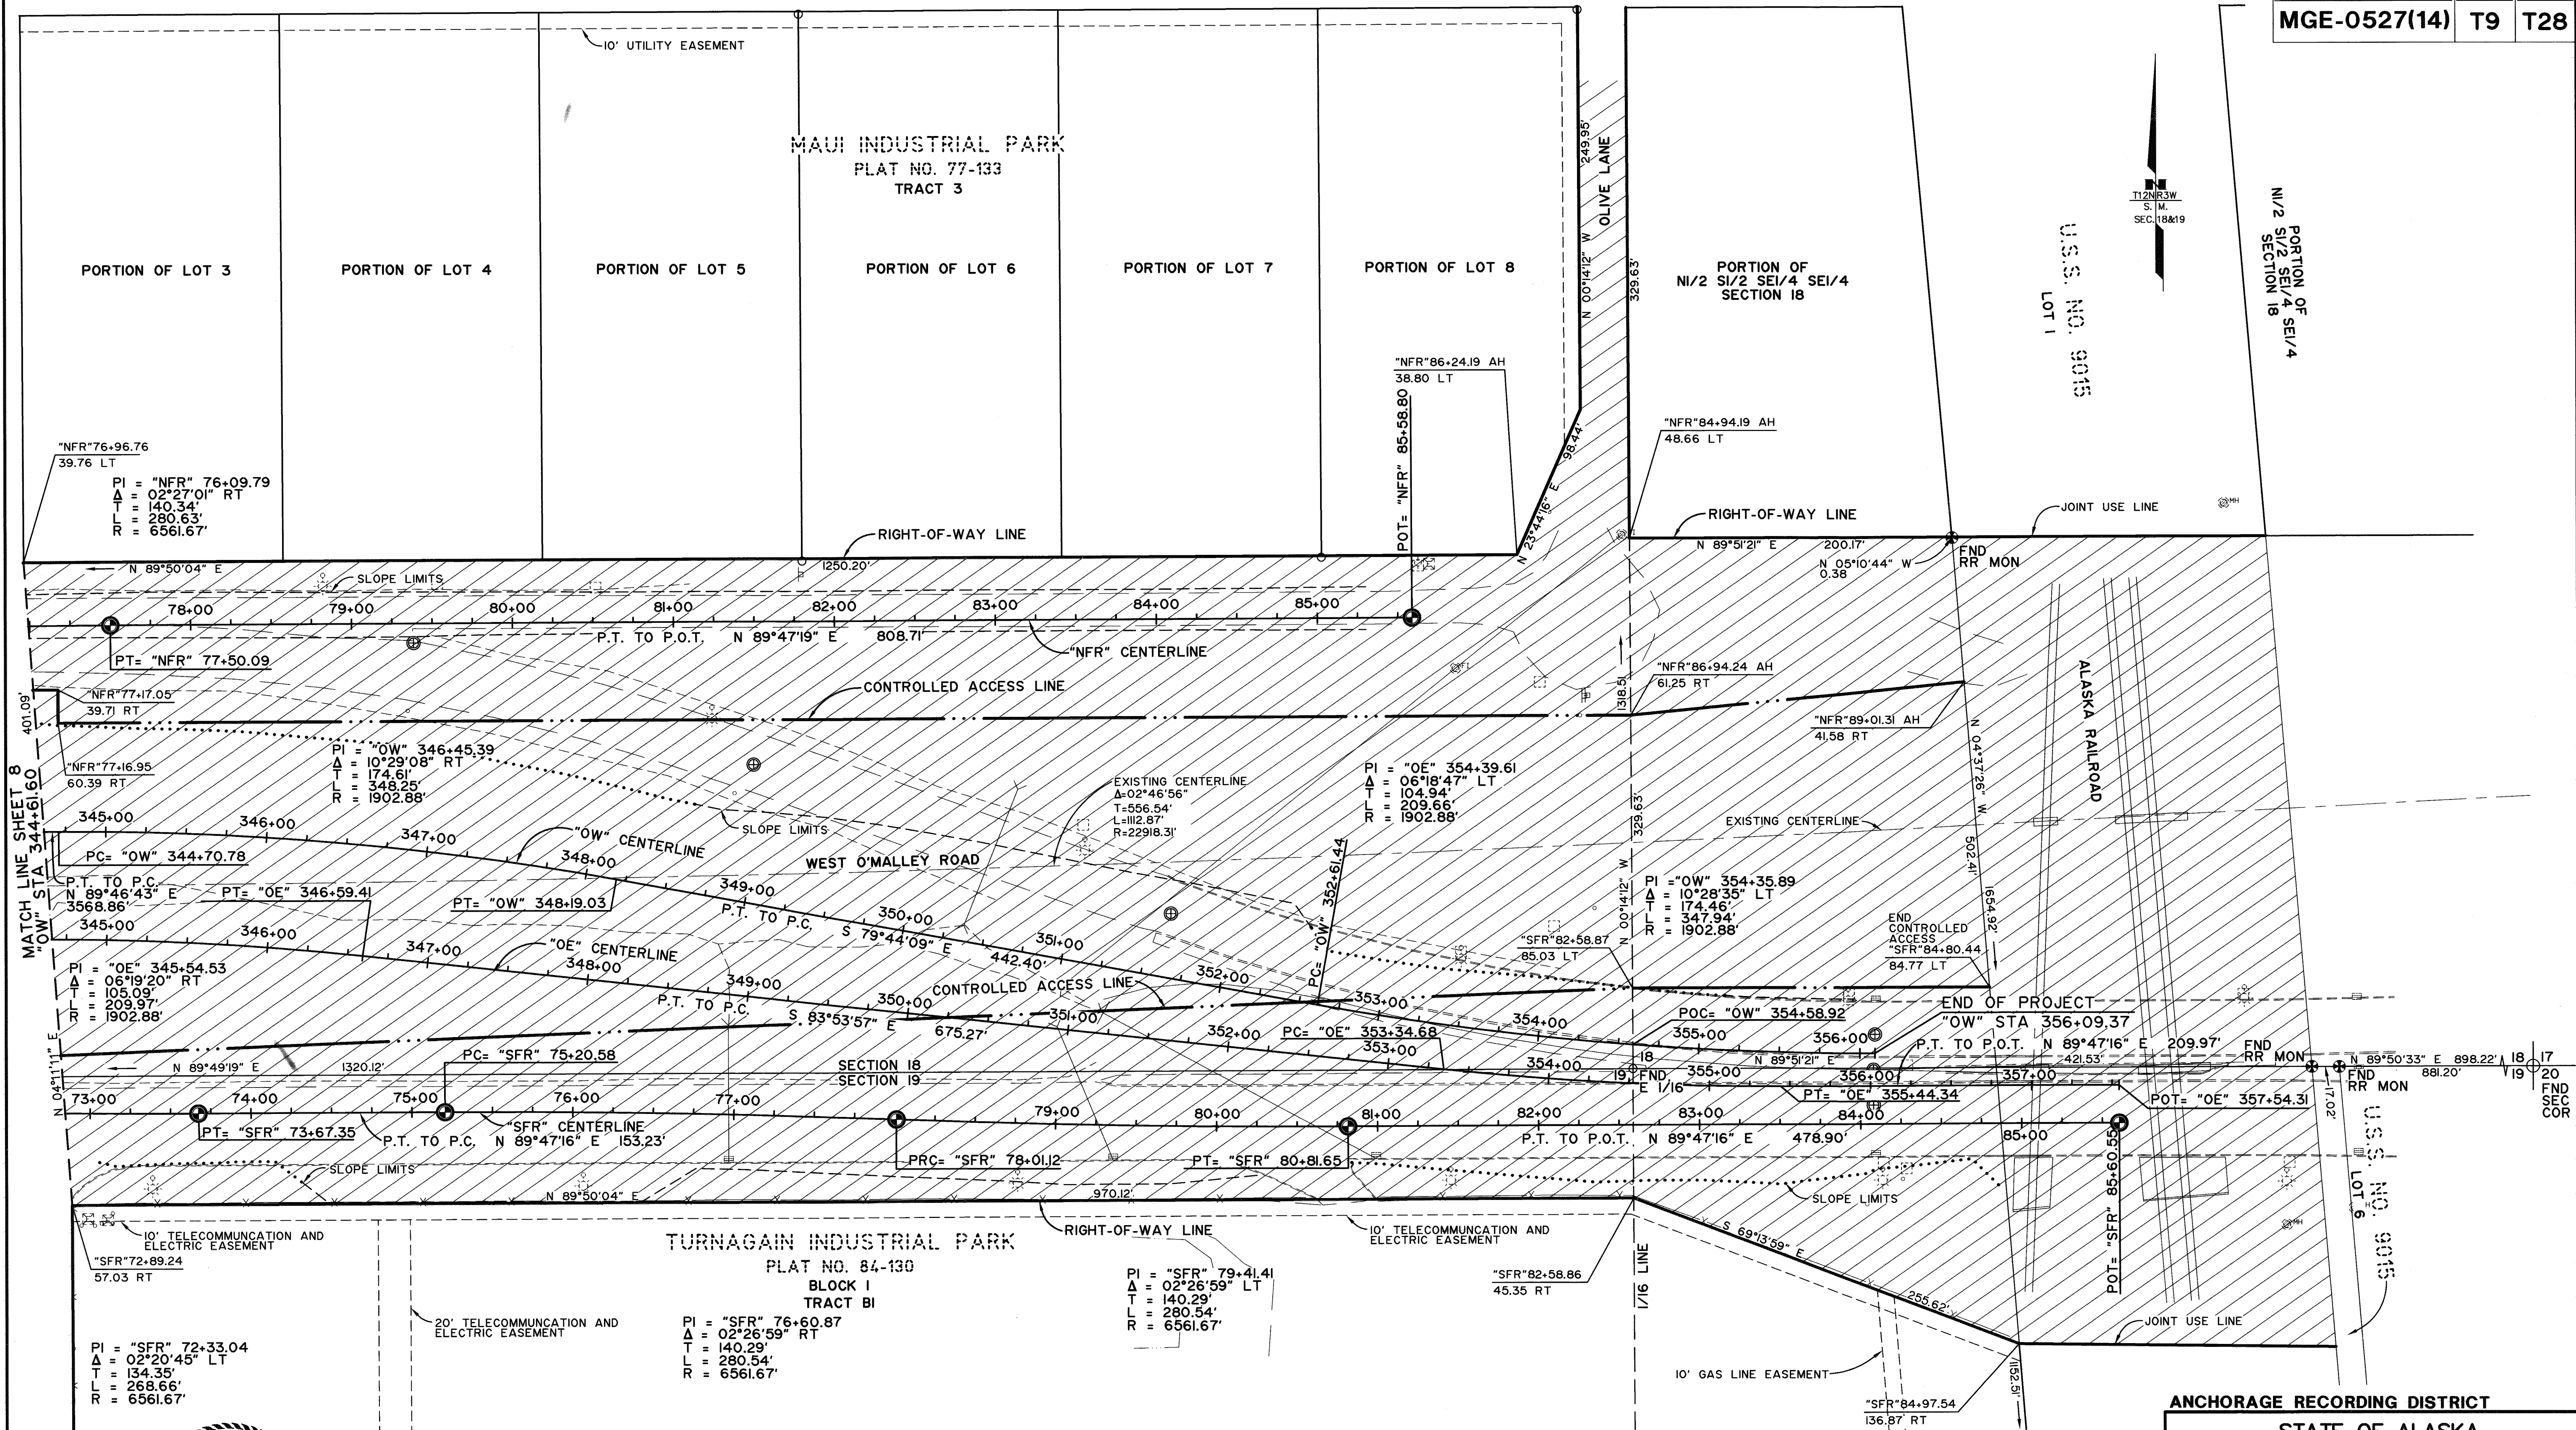 MGE-0527(14) T9 T28
10' UTILITY EASEMENT
MAUI INDUSTRIAL PARK
PLAT NO. 77-133
TRACT 3
PORTION OF LOT 3
PORTION OF LOT 4
PORTION OF LOT 5
PORTION OF LOT 6
PORTION OF LOT 7
PORTION OF LOT 8
249.95'
N 00°14'12" W
OLIVE LANE
329.63'
98.44'
N 23°44'16" E
PORTION OF
N1/2 S1/2 SE1/4 SE1/4
SECTION 18
U.S.S. NO. 9015
LOT 1
N
T12N R3W
S. M.
SEC. 18&19
PORTION OF
N1/2 S1/2 SE1/4 SE1/4
SECTION 18
"NFR"76+96.76
39.76 LT
PI = "NFR" 76+09.79
Δ = 02°27'01" RT
T = 140.34'
L = 280.63'
R = 6561.67'
"NFR"86+24.19 AH
38.80 LT
POT= "NFR" 85+58.80
"NFR"84+94.19 AH
48.66 LT
RIGHT-OF-WAY LINE
RIGHT-OF-WAY LINE
JOINT USE LINE
MH
N 89°51'21" E 200.17'
FND
RR MON
N 05°10'44" W
0.38
N 89°50'04" E
1250.20'
SLOPE LIMITS
78+00
79+00
80+00
81+00
82+00
83+00
84+00
85+00
P.T. TO P.O.T. N 89°47'19" E 808.71'
"NFR" CENTERLINE
PT= "NFR" 77+50.09
"NFR"77+17.05
39.71 RT
401.09'
CONTROLLED ACCESS LINE
1318.51
"NFR"86+94.24 AH
61.25 RT
"NFR"89+01.31 AH
41.58 RT
ALASKA RAILROAD
N 04°37'26" W
502.41'
1654.92'
"NFR"77+16.95
60.39 RT
MATCH LINE SHEET 8
"OW" STA 344+61.60
PI = "OW" 346+45.39
Δ = 10°29'08" RT
T = 174.61'
L = 348.25'
R = 1902.88'
EXISTING CENTERLINE
Δ=02°46'56"
T=556.54'
L=1112.87'
R=22918.31'
PI = "OE" 354+39.61
Δ = 06°18'47" LT
T = 104.94'
L = 209.66'
R = 1902.88'
329.63'
N 00°14'12" W
EXISTING CENTERLINE
SLOPE LIMITS
345+00
346+00
347+00
348+00
349+00
350+00
351+00
352+00
353+00
354+00
355+00
356+00
"OW" CENTERLINE
WEST O'MALLEY ROAD
PC= "OW" 344+70.78
P.T. TO P.C.
N 89°46'43" E
3568.86'
PT= "OE" 346+59.41
PT= "OW" 348+19.03
P.T. TO P.C. S 79°44'09" E
442.40'
PC= "OW" 352+61.44
PI ="OW" 354+35.89
Δ = 10°28'35" LT
T = 174.46'
L = 347.94'
R = 1902.88'
END
CONTROLLED
ACCESS
"SFR"84+80.44
84.77 LT
"SFR"82+58.87
85.03 LT
345+00
346+00
347+00
348+00
349+00
350+00
351+00
352+00
353+00
354+00
355+00
356+00
357+00
"OE" CENTERLINE
PI = "OE" 345+54.53
Δ = 06°19'20" RT
T = 105.09'
L = 209.97'
R = 1902.88'
P.T. TO P.C. S 83°53'57" E
675.27'
CONTROLLED ACCESS LINE
PC= "OE" 353+34.68
POC= "OW" 354+58.92
END OF PROJECT
"OW" STA 356+09.37
P.T. TO P.O.T. N 89°47'16" E 209.97'
N 89°51'21" E
421.53'
FND
RR MON
N 89°50'33" E 898.22'
881.20'
FND
RR MON
18 17
19 20
FND
SEC
COR
17.02'
N 04°11'11" E
N 89°49'19" E 1320.12'
SECTION 18
SECTION 19
18
19
FND
E 1/16
PT= "OE" 355+44.34
POT= "OE" 357+54.31
PC= "SFR" 75+20.58
73+00
74+00
75+00
76+00
77+00
79+00
80+00
81+00
82+00
83+00
84+00
85+00
PT= "SFR" 73+67.35
"SFR" CENTERLINE
P.T. TO P.C. N 89°47'16" E 153.23'
PRC= "SFR" 78+01.12
PT= "SFR" 80+81.65
P.T. TO P.O.T. N 89°47'16" E 478.90'
POT= "SFR" 85+60.55
SLOPE LIMITS
SLOPE LIMITS
N 89°50'04" E
970.12'
U.S.S. NO. 9015
LOT 6
MH
10' TELECOMMUNCATION AND
ELECTRIC EASEMENT
"SFR"72+89.24
57.03 RT
TURNAGAIN INDUSTRIAL PARK
PLAT NO. 84-130
BLOCK 1
TRACT B1
RIGHT-OF-WAY LINE
10' TELECOMMUNCATION AND
ELECTRIC EASEMENT
S 69°13'59" E
255.62'
PI = "SFR" 79+41.41
Δ = 02°26'59" LT
T = 140.29'
L = 280.54'
R = 6561.67'
"SFR"82+58.86
45.35 RT
1/16 LINE
20' TELECOMMUNCATION AND
ELECTRIC EASEMENT
PI = "SFR" 76+60.87
Δ = 02°26'59" RT
T = 140.29'
L = 280.54'
R = 6561.67'
JOINT USE LINE
PI = "SFR" 72+33.04
Δ = 02°20'45" LT
T = 134.35'
L = 268.66'
R = 6561.67'
10' GAS LINE EASEMENT
1152.51'
"SFR"84+97.54
136.87 RT
ANCHORAGE RECORDING DISTRICT
STATE OF ALASKA